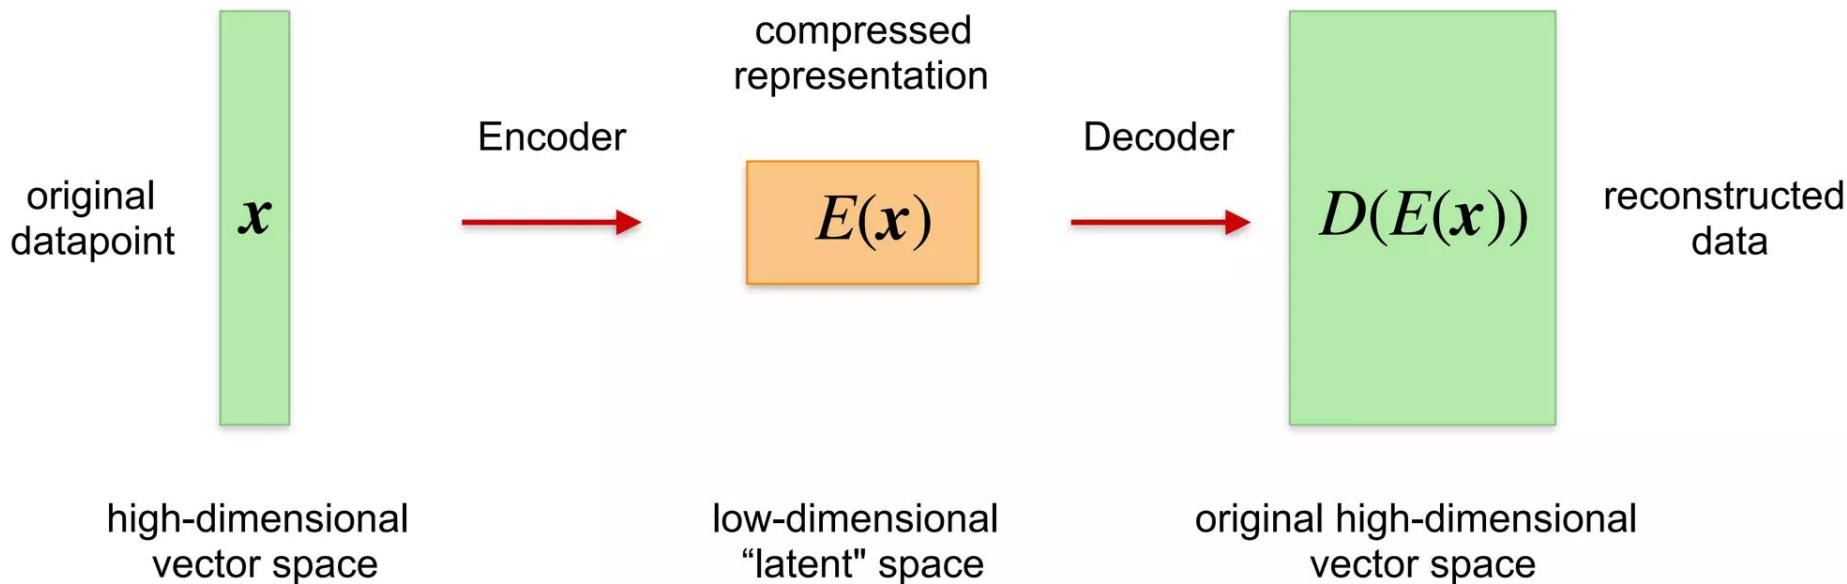 original
datapoint
x
Encoder
compressed
representation
E(x)
Decoder
D(E(x))
reconstructed
data
high-dimensional
vector space
low-dimensional
“latent" space
original high-dimensional
vector space